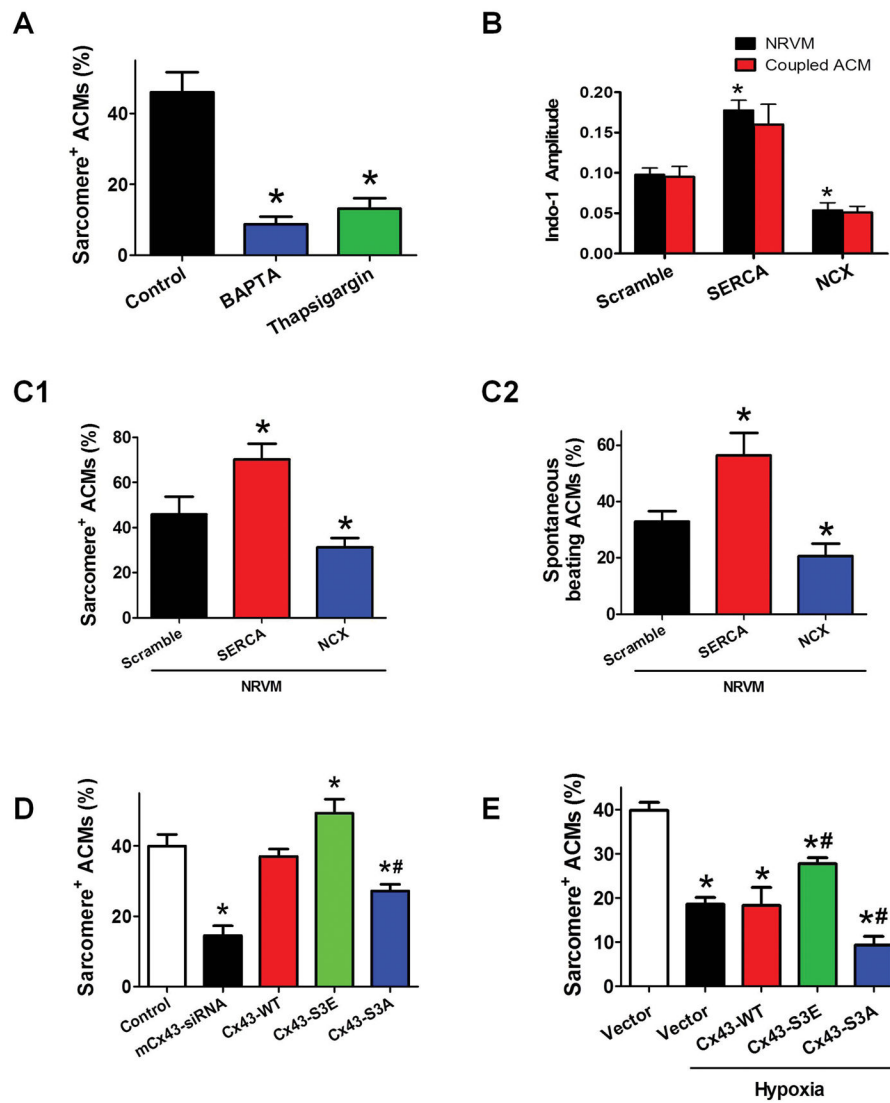 A
Sarcomere⁺ ACMs (%)
40
20
0
Control
BAPTA
Thapsigargin
*
*
B
NRVM
Coupled ACM
Indo-1 Amplitude
0.20
0.15
0.10
0.05
0.00
*
*
Scramble
SERCA
NCX
C1
Sarcomere⁺ ACMs (%)
80
60
40
20
0
*
*
Scramble
SERCA
NCX
NRVM
C2
Spontaneous
beating ACMs (%)
60
40
20
0
*
*
Scramble
SERCA
NCX
NRVM
D
Sarcomere⁺ ACMs (%)
40
20
0
*
*
*#
Control
mCx43-siRNA
Cx43-WT
Cx43-S3E
Cx43-S3A
E
Sarcomere⁺ ACMs (%)
40
30
20
10
0
*
*
*#
*#
Vector
Vector
Cx43-WT
Cx43-S3E
Cx43-S3A
Hypoxia